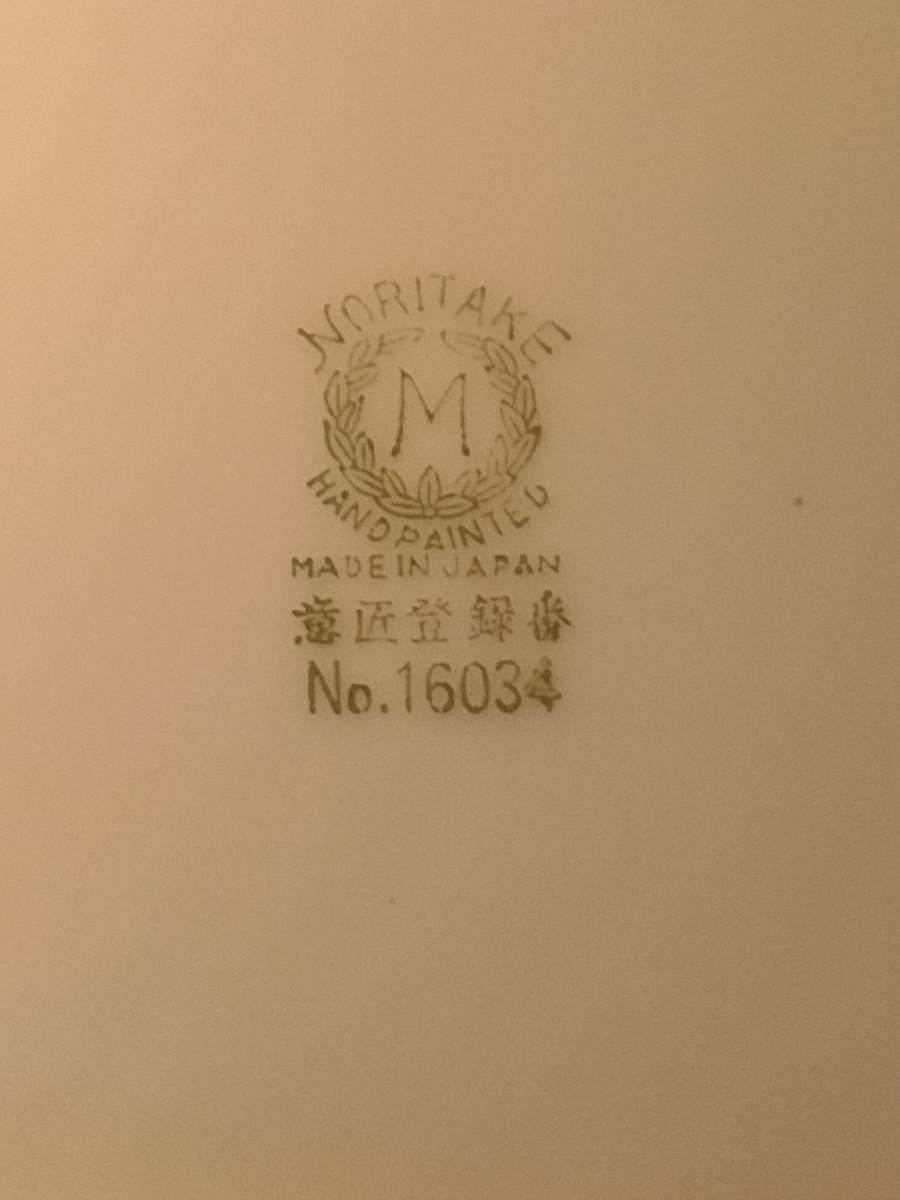 NORITAKE
M
HAND PAINTED
MADE IN JAPAN
意匠登録番
No.16034